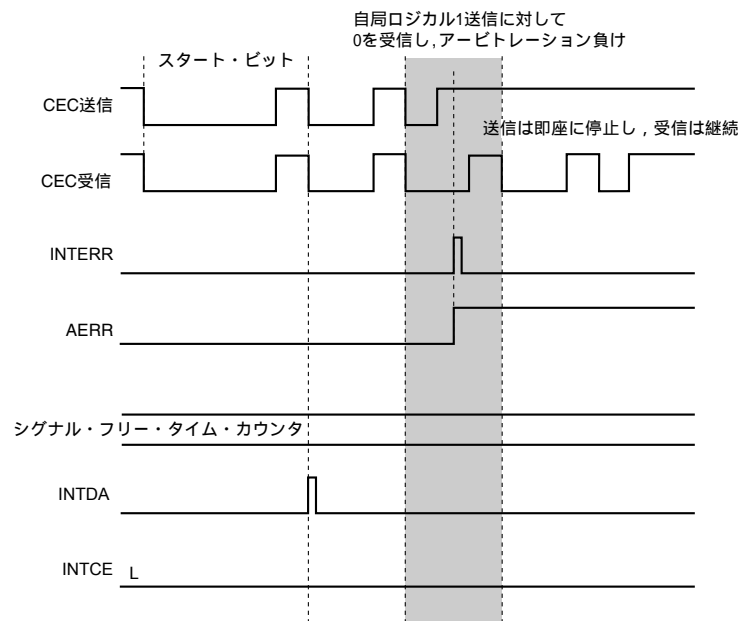 自局ロジカル1送信に対して
0を受信し,アービトレーション負け
スタート・ビット
CEC送信
送信は即座に停止し，受信は継続
CEC受信
INTERR
AERR
シグナル・フリー・タイム・カウンタ
INTDA
INTCE L